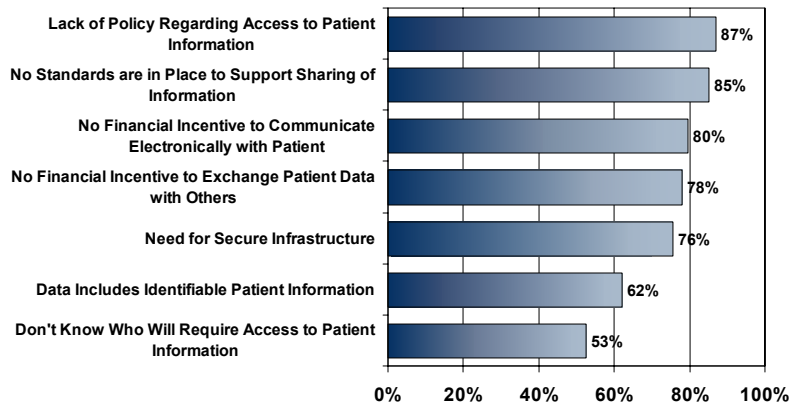 Lack of Policy Regarding Access to Patient
Information
87%
No Standards are in Place to Support Sharing of
Information
85%
No Financial Incentive to Communicate
Electronically with Patient
80%
No Financial Incentive to Exchange Patient Data
with Others
78%
Need for Secure Infrastructure
76%
Data Includes Identifiable Patient Information
62%
Don't Know Who Will Require Access to Patient
Information
53%
0% 20% 40% 60% 80% 100%